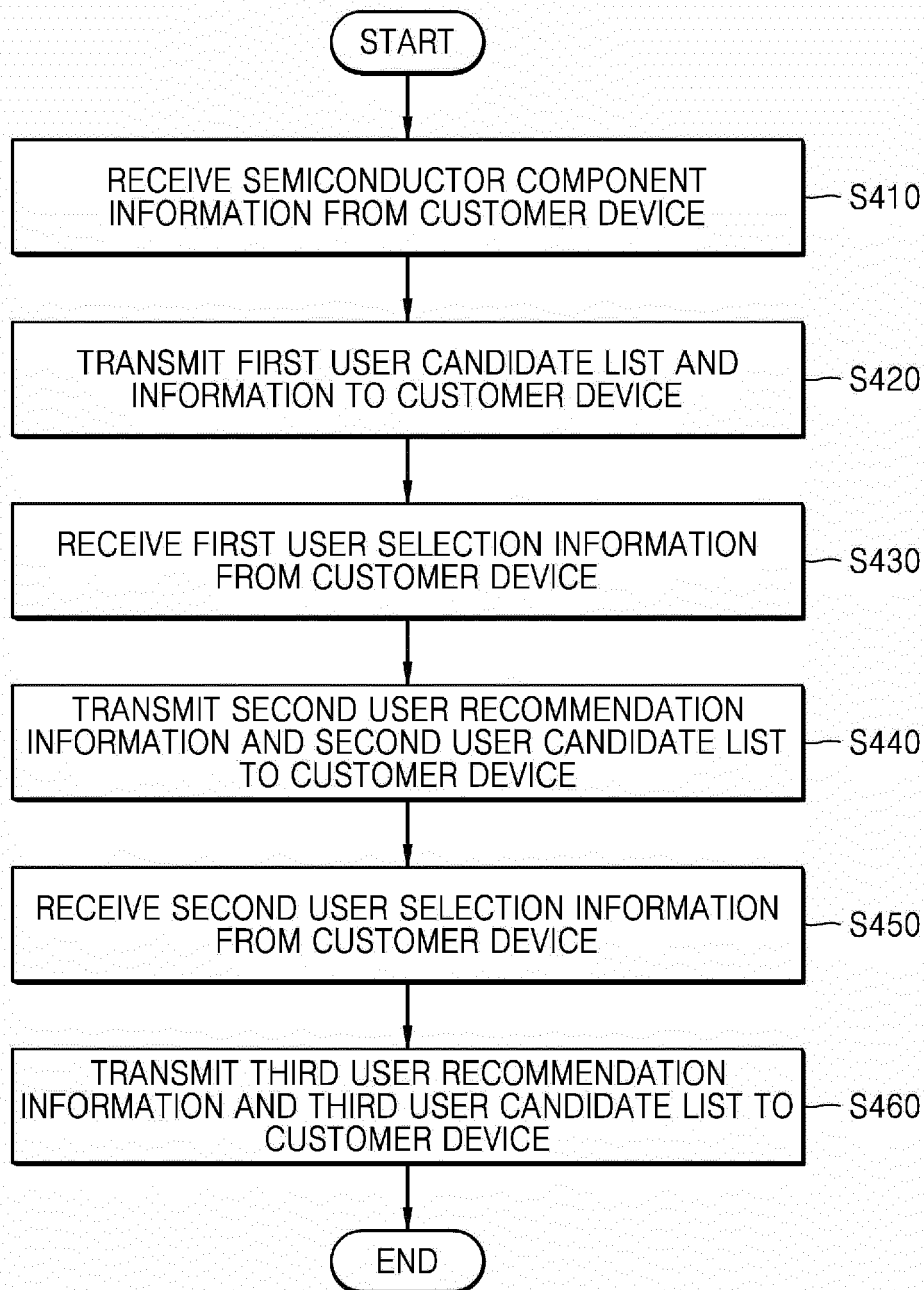 START
RECEIVE SEMICONDUCTOR COMPONENT
INFORMATION FROM CUSTOMER DEVICE
S410
TRANSMIT FIRST USER CANDIDATE LIST AND
INFORMATION TO CUSTOMER DEVICE
S420
RECEIVE FIRST USER SELECTION INFORMATION
FROM CUSTOMER DEVICE
S430
TRANSMIT SECOND USER RECOMMENDATION
INFORMATION AND SECOND USER CANDIDATE LIST
TO CUSTOMER DEVICE
S440
RECEIVE SECOND USER SELECTION INFORMATION
FROM CUSTOMER DEVICE
S450
TRANSMIT THIRD USER RECOMMENDATION
INFORMATION AND THIRD USER CANDIDATE LIST TO
CUSTOMER DEVICE
S460
END